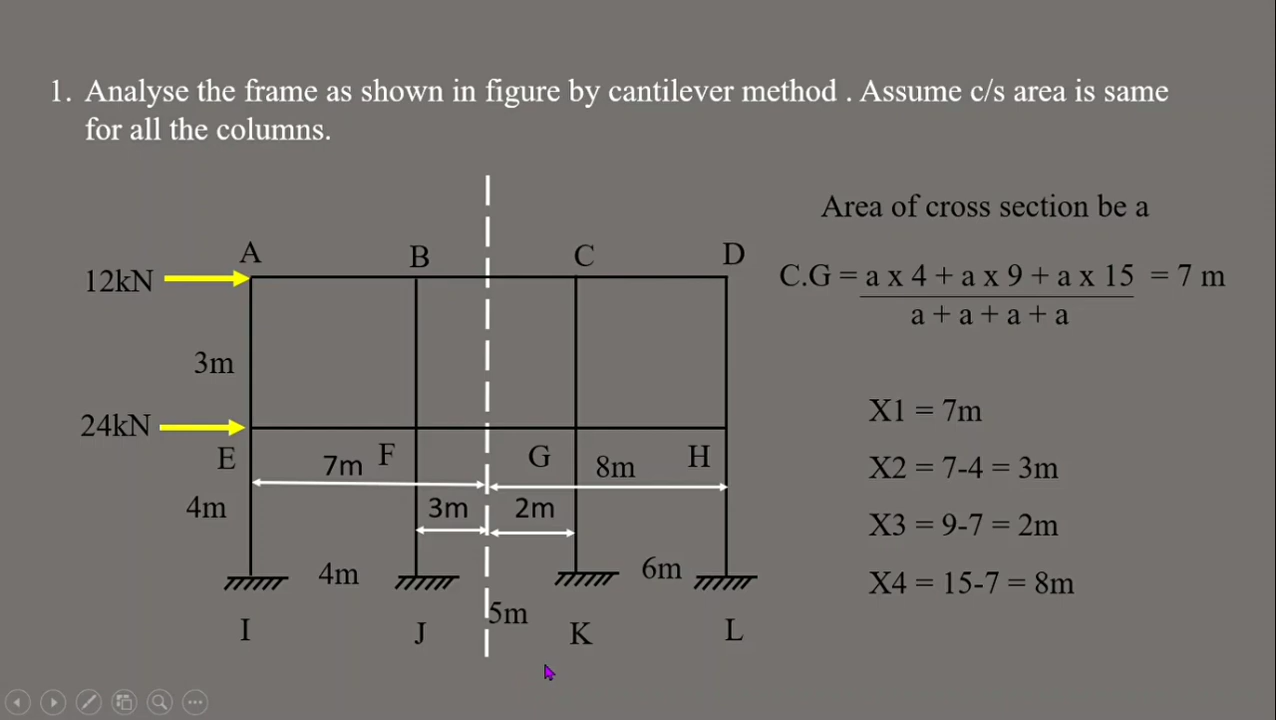 1. Analyse the frame as shown in figure by cantilever method . Assume c/s area is same
for all the columns.
Area of cross section be a
A
B
C
D
12kN
C.G = a x 4 + a x 9 + a x 15 = 7 m
a + a + a + a
3m
X1 = 7m
24kN
E
7m
F
G
8m
H
X2 = 7-4 = 3m
4m
3m
2m
X3 = 9-7 = 2m
4m
6m
X4 = 15-7 = 8m
5m
I
J
K
L